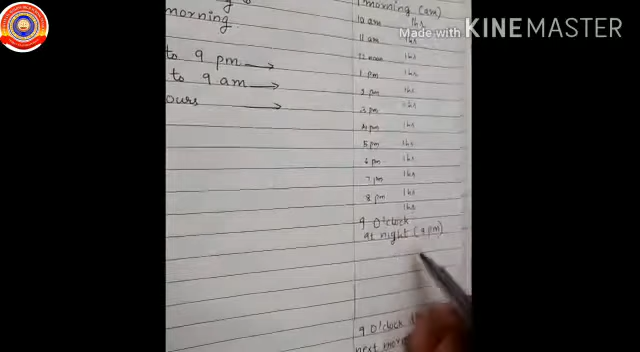 Made with KINEMASTER
morning
to 9 pm →
to 9 am →
ours →
morning (am)
10 am 1hr
11 am 1hr
12 noon 1hr
1 pm 1hr
2 pm 1hr
3 pm 1hr
4 pm 1hr
5 pm 1hr
6 pm 1hr
7 pm 1hr
8 pm 1hr
1hr
9 O'clock
at night (9 pm)
9 O'clock
next